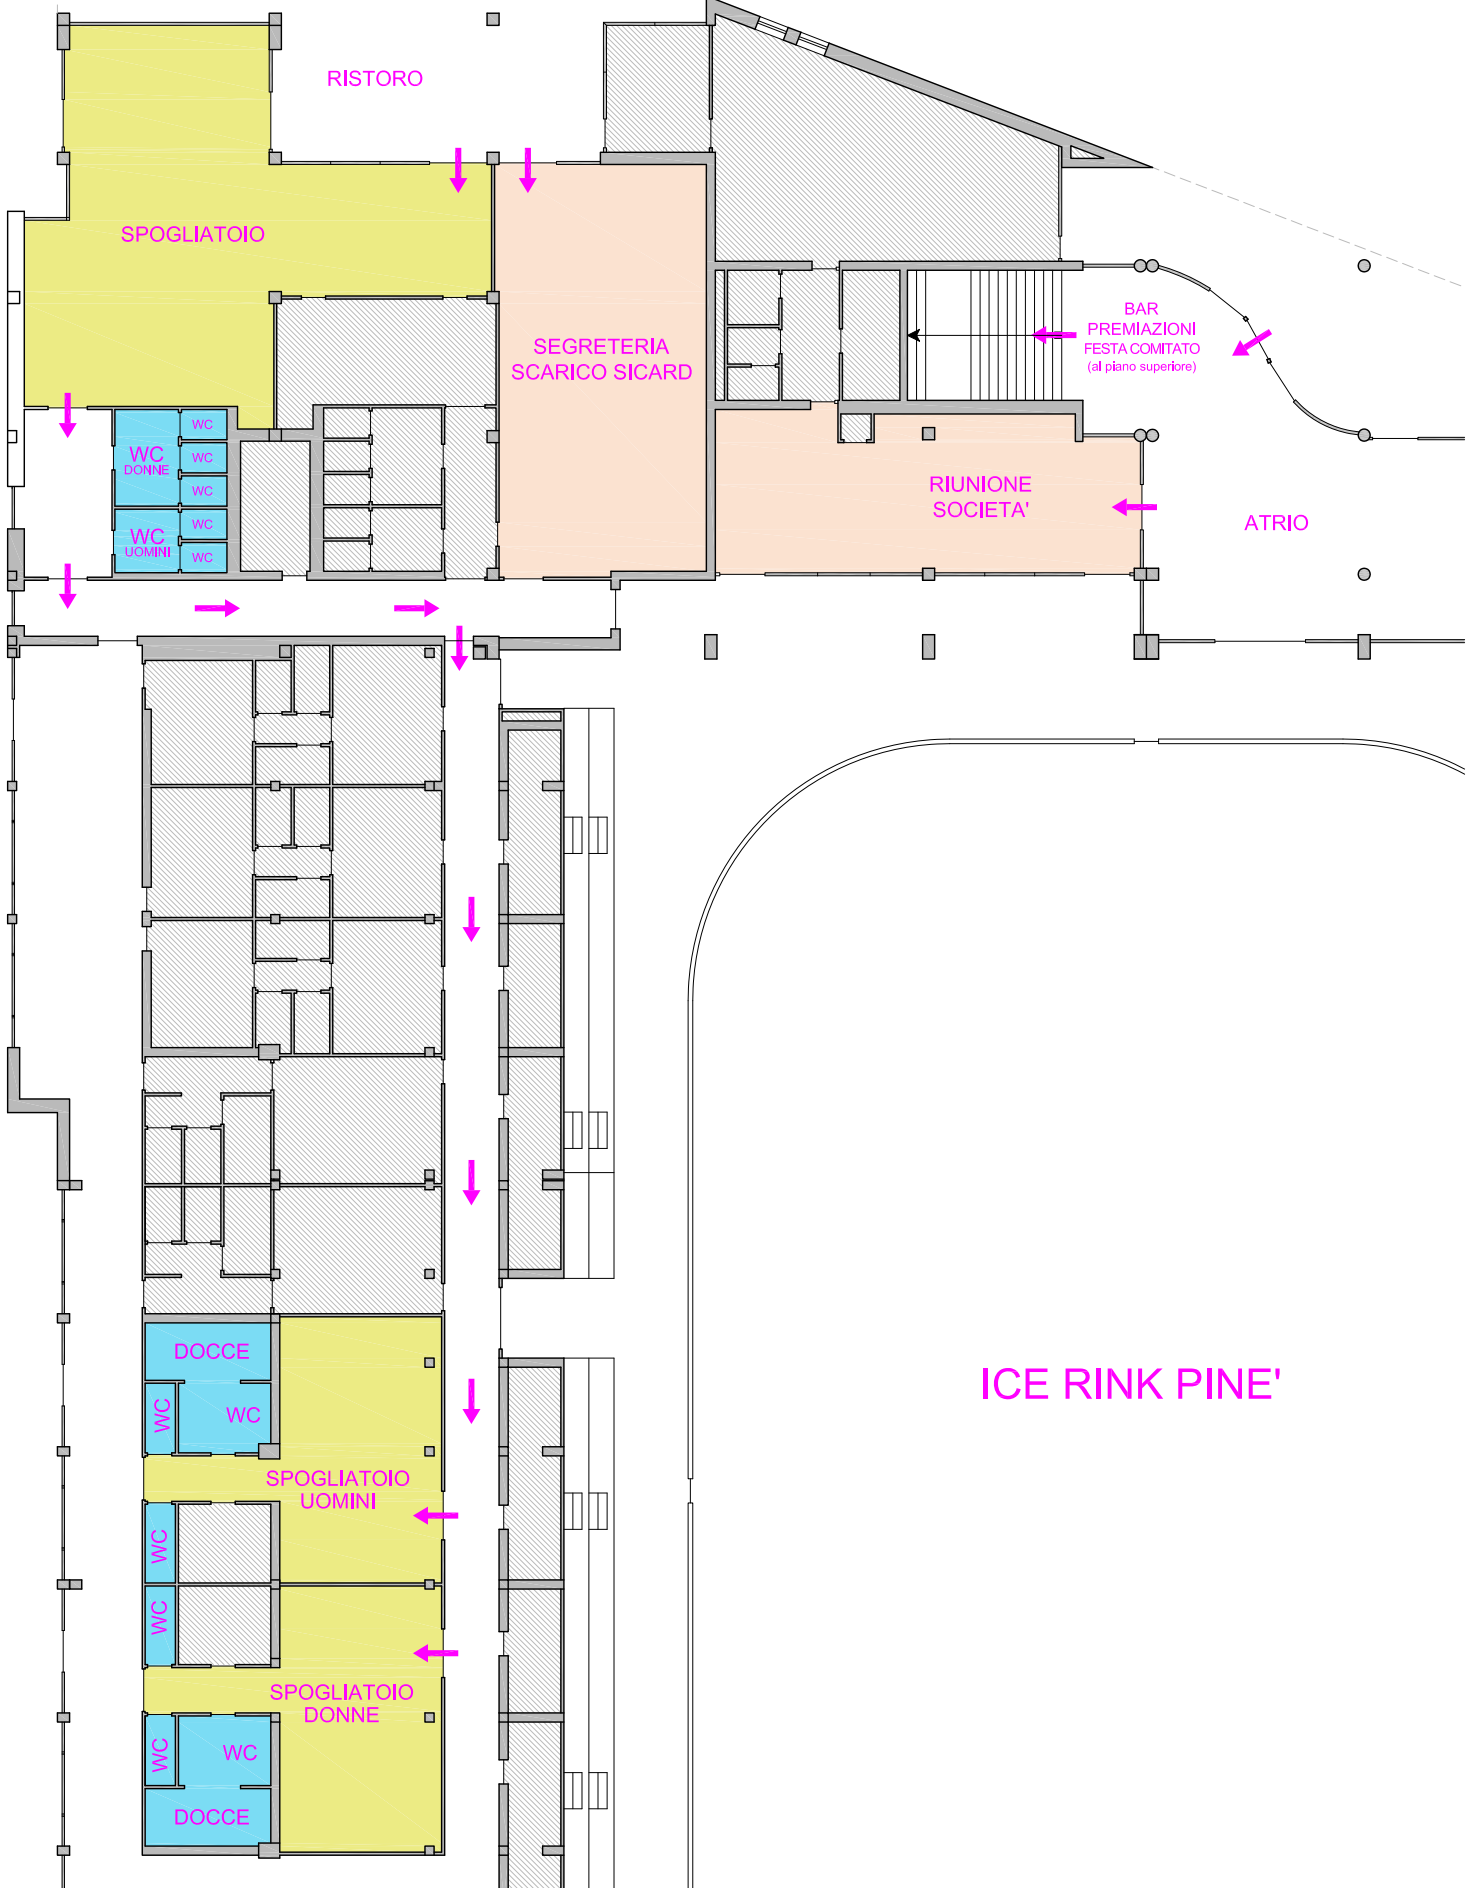 RISTORO
SPOGLIATOIO
SEGRETERIA
SCARICO SICARD
BAR
PREMIAZIONI
FESTA COMITATO
(al piano superiore)
WC
DONNE
WC
WC
WC
WC
UOMINI
WC
WC
RIUNIONE
SOCIETA'
ATRIO
DOCCE
WC
WC
SPOGLIATOIO
UOMINI
WC
WC
SPOGLIATOIO
DONNE
WC
WC
DOCCE
ICE RINK PINE'